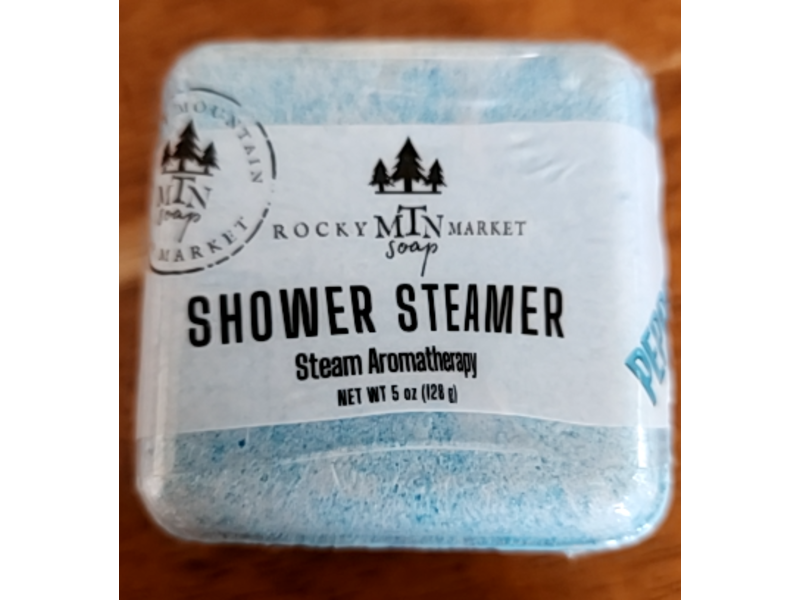 MOUNTAIN
MTN
soap
MARKET
ROCKY MTN MARKET
soap
SHOWER STEAMER
Steam Aromatherapy
NET WT 5 oz (128 g)